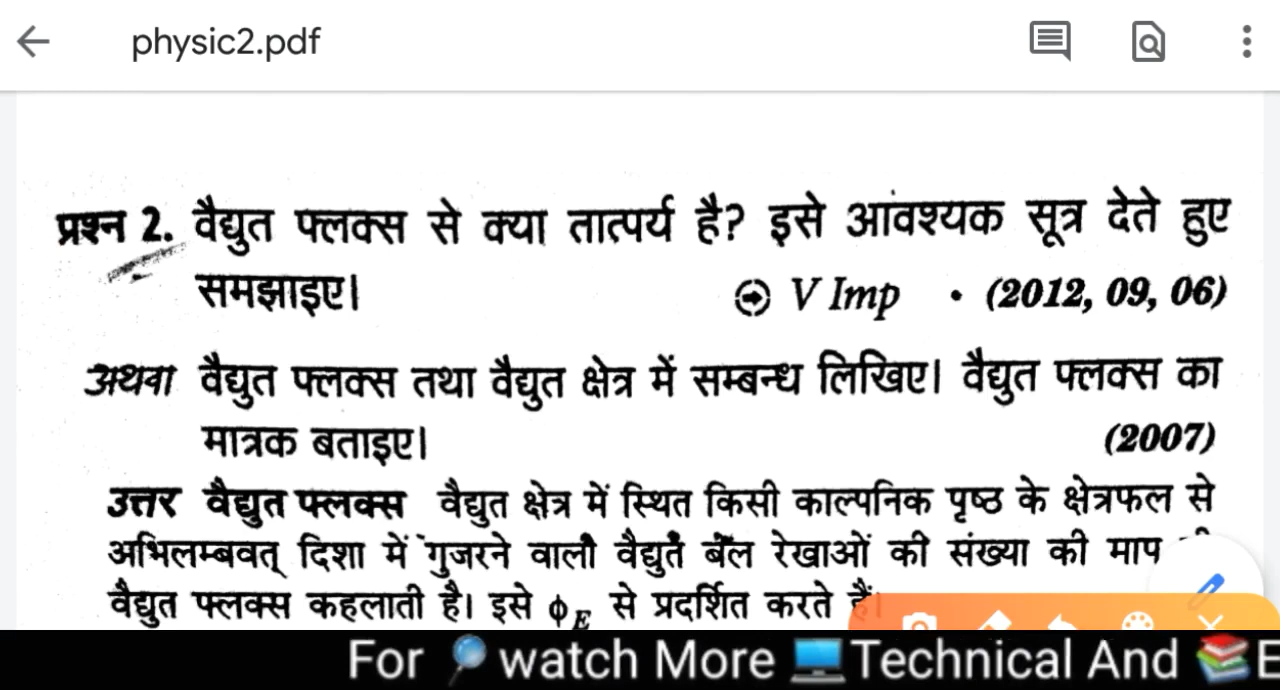 physic2.pdf
प्रश्न 2. वैद्युत फ्लक्स से क्या तात्पर्य है? इसे आवश्यक सूत्र देते हुए
समझाइए। V Imp • (2012, 09, 06)
अथवा वैद्युत फ्लक्स तथा वैद्युत क्षेत्र में सम्बन्ध लिखिए। वैद्युत फ्लक्स का
मात्रक बताइए। (2007)
उत्तर वैद्युत फ्लक्स वैद्युत क्षेत्र में स्थित किसी काल्पनिक पृष्ठ के क्षेत्रफल से
अभिलम्बवत् दिशा में गुजरने वाली वैद्युत बल रेखाओं की संख्या की माप
वैद्युत फ्लक्स कहलाती है। इसे ϕE से प्रदर्शित करते हैं।
For watch More Technical And E